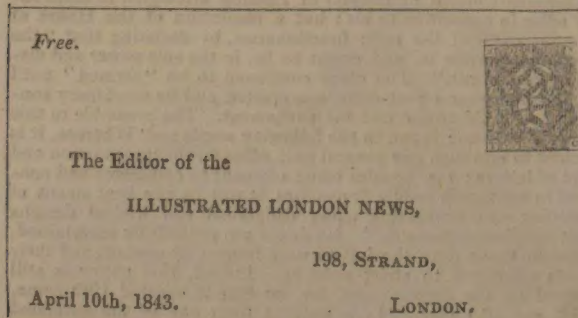 Free.
The Editor of the
ILLUSTRATED LONDON NEWS,
198, STRAND,
April 10th, 1843. LONDON.